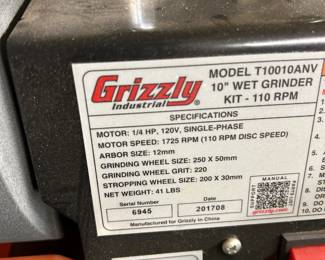 Grizzly
Industrial
MODEL T10010ANV
10" WET GRINDER
KIT - 110 RPM
SPECIFICATIONS
MOTOR: 1/4 HP, 120V, SINGLE-PHASE
MOTOR SPEED: 1725 RPM (110 RPM DISC SPEED)
ARBOR SIZE: 12mm
GRINDING WHEEL SIZE: 250 X 50mm
GRINDING WHEEL GRIT: 220
STROPPING WHEEL SIZE: 200 X 30mm
NET WEIGHT: 41 LBS
MANUAL
Serial Number
Date
6945
201708
grizzly.com
Manufactured for Grizzly in China